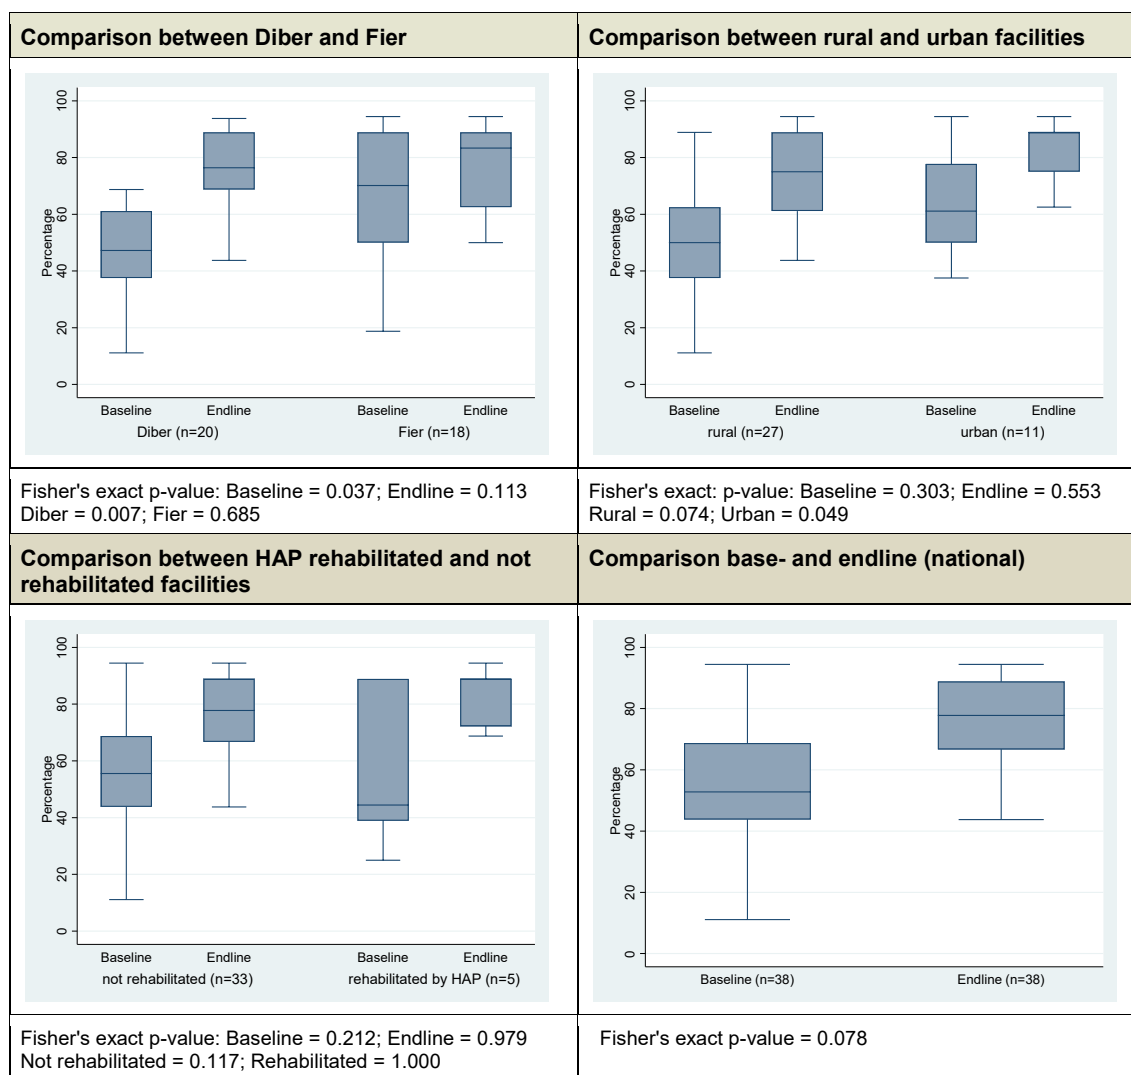 Comparison between Diber and Fier
Percentage
100
80
60
40
20
0
Baseline Endline Baseline Endline
Diber (n=20) Fier (n=18)
Fisher's exact p-value: Baseline = 0.037; Endline = 0.113
Diber = 0.007; Fier = 0.685
Comparison between rural and urban facilities
Percentage
100
80
60
40
20
0
Baseline Endline Baseline Endline
rural (n=27) urban (n=11)
Fisher's exact: p-value: Baseline = 0.303; Endline = 0.553
Rural = 0.074; Urban = 0.049
Comparison between HAP rehabilitated and not
rehabilitated facilities
Percentage
100
80
60
40
20
0
Baseline Endline Baseline Endline
not rehabilitated (n=33) rehabilitated by HAP (n=5)
Fisher's exact p-value: Baseline = 0.212; Endline = 0.979
Not rehabilitated = 0.117; Rehabilitated = 1.000
Comparison base- and endline (national)
Percentage
100
80
60
40
20
0
Baseline (n=38) Endline (n=38)
Fisher's exact p-value = 0.078